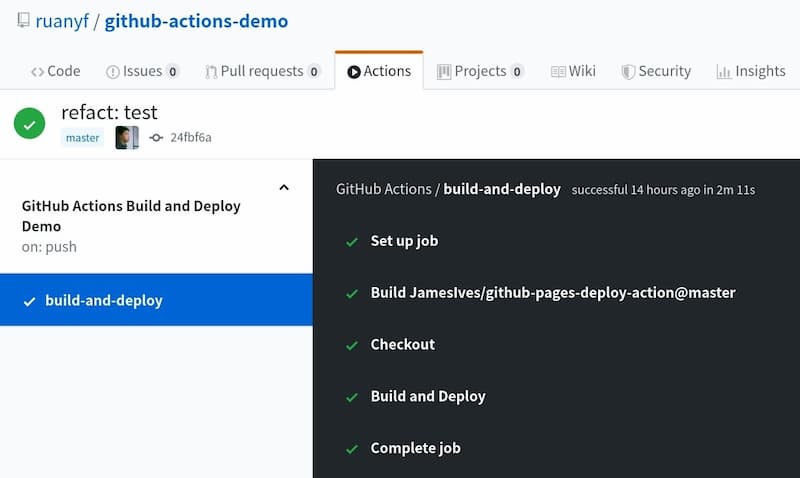 ruanyf / github-actions-demo
Code Issues 0 Pull requests 0 Actions Projects 0 Wiki Security Insights
refact: test
master 24fbf6a
GitHub Actions Build and Deploy
Demo
on: push
build-and-deploy
GitHub Actions / build-and-deploy successful 14 hours ago in 2m 11s
Set up job
Build JamesIves/github-pages-deploy-action@master
Checkout
Build and Deploy
Complete job